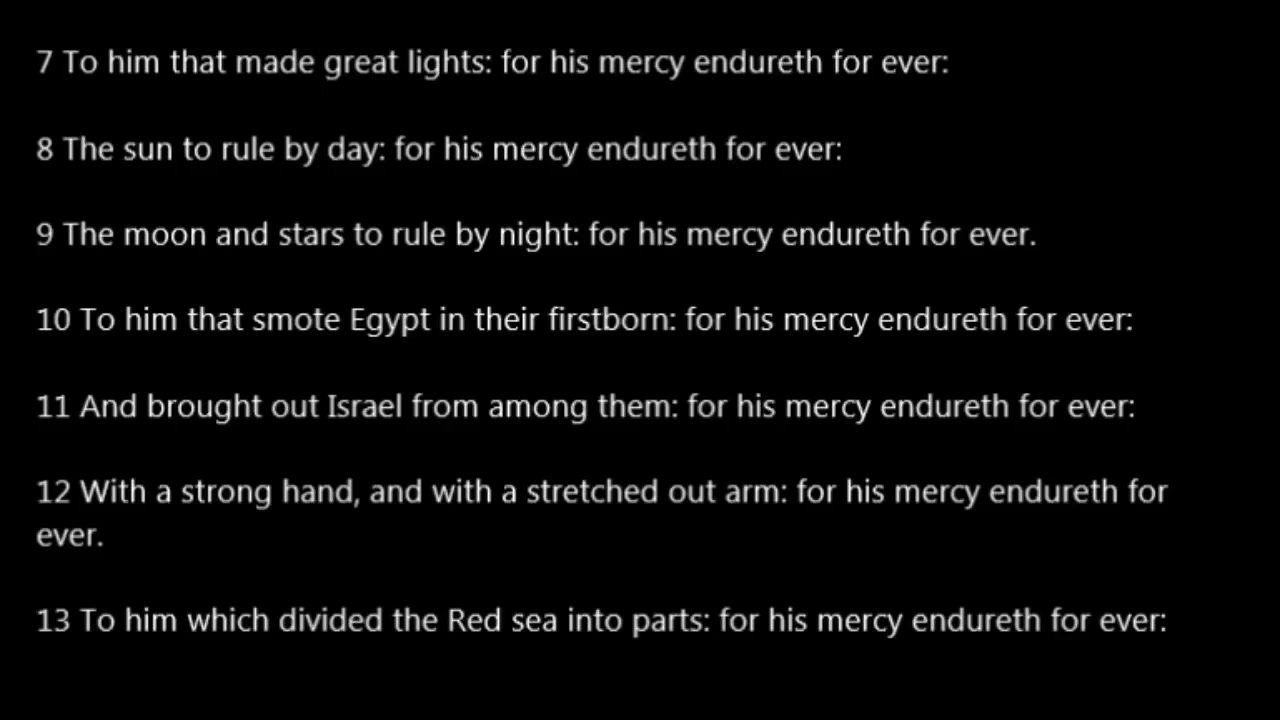 7 To him that made great lights: for his mercy endureth for ever:
8 The sun to rule by day: for his mercy endureth for ever:
9 The moon and stars to rule by night: for his mercy endureth for ever.
10 To him that smote Egypt in their firstborn: for his mercy endureth for ever:
11 And brought out Israel from among them: for his mercy endureth for ever:
12 With a strong hand, and with a stretched out arm: for his mercy endureth for
ever.
13 To him which divided the Red sea into parts: for his mercy endureth for ever: